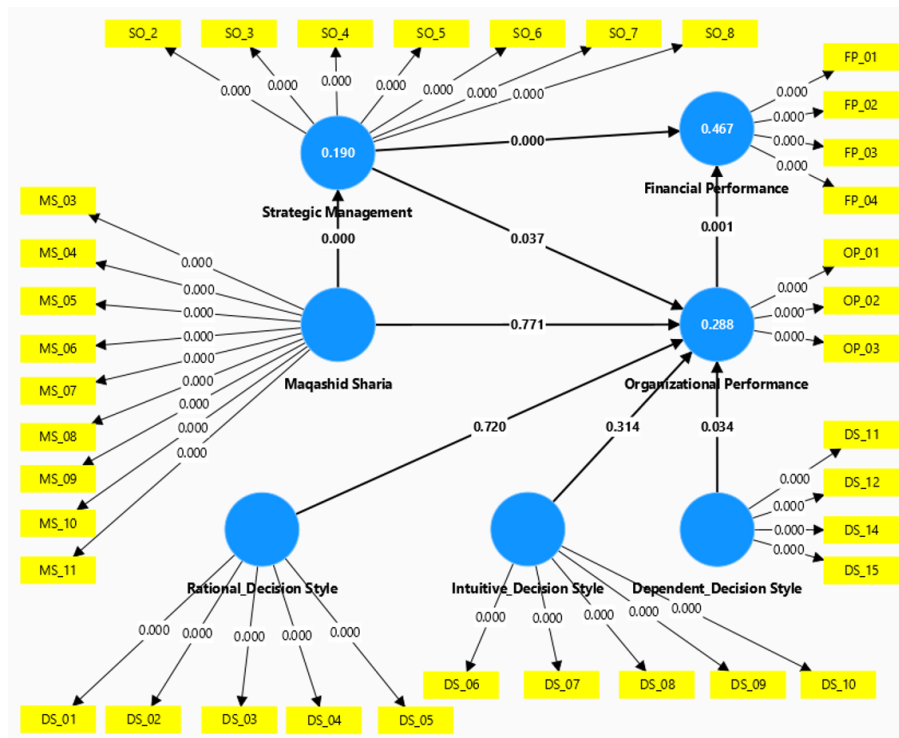 SO_2
SO_3
SO_4
SO_5
SO_6
SO_7
SO_8
FP_01
FP_02
FP_03
FP_04
0.000
0.000
0.000
0.000
0.000
0.000
0.000
0.000
0.000
0.000
0.000
0.190
0.000
0.467
Strategic Management
Financial Performance
MS_03
MS_04
MS_05
MS_06
MS_07
MS_08
MS_09
MS_10
MS_11
0.000
0.000
0.000
0.000
0.000
0.000
0.000
0.000
0.000
0.000
0.037
0.001
OP_01
OP_02
OP_03
0.000
0.000
0.000
0.771
0.288
Maqashid Sharia
Organizational Performance
0.720
0.314
0.034
DS_11
DS_12
DS_14
DS_15
0.000
0.000
0.000
0.000
Rational_Decision Style
Intuitive_Decision Style
Dependent_Decision Style
0.000
0.000
0.000
0.000
0.000
0.000
0.000
0.000
0.000
0.000
DS_06
DS_07
DS_08
DS_09
DS_10
DS_01
DS_02
DS_03
DS_04
DS_05